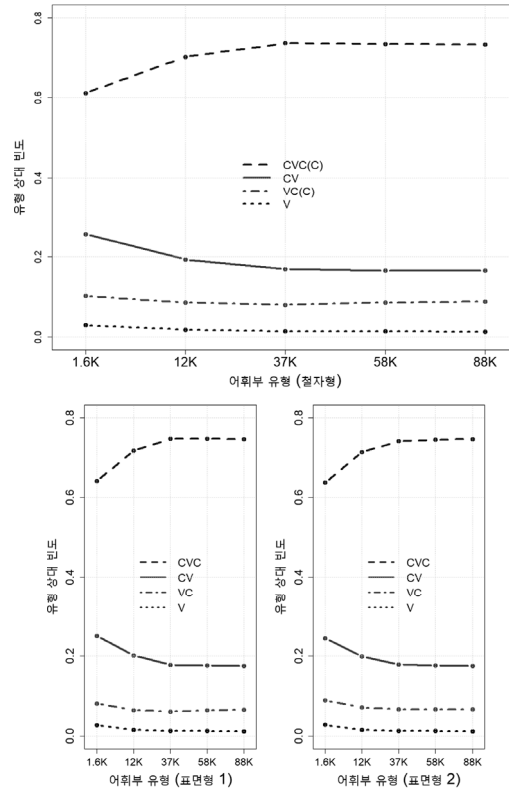 유형 상대 빈도
0.8
0.6
0.4
0.2
0.0
CVC(C)
CV
VC(C)
V
1.6K 12K 37K 58K 88K
어휘부 유형 (철자형)
유형 상대 빈도
0.8
0.6
0.4
0.2
0.0
CVC
CV
VC
V
1.6K 12K 37K 58K 88K
어휘부 유형 (표면형 1)
유형 상대 빈도
0.8
0.6
0.4
0.2
0.0
CVC
CV
VC
V
1.6K 12K 37K 58K 88K
어휘부 유형 (표면형 2)